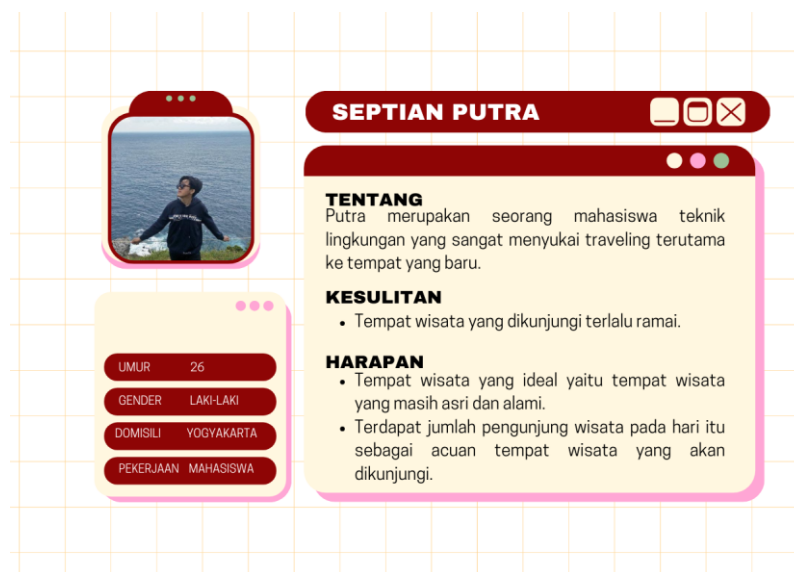 SEPTIAN PUTRA
TENTANG
Putra merupakan seorang mahasiswa teknik
lingkungan yang sangat menyukai traveling terutama
ke tempat yang baru.
KESULITAN
• Tempat wisata yang dikunjungi terlalu ramai.
HARAPAN
• Tempat wisata yang ideal yaitu tempat wisata
yang masih asri dan alami.
• Terdapat jumlah pengunjung wisata pada hari itu
sebagai acuan tempat wisata yang akan
dikunjungi.
UMUR 26
GENDER LAKI-LAKI
DOMISILI YOGYAKARTA
PEKERJAAN MAHASISWA